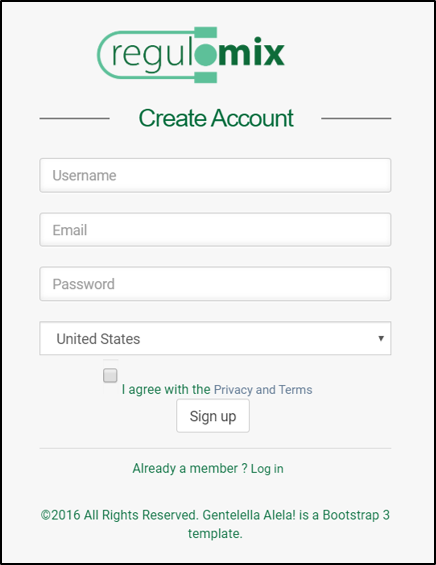 regulomix
Create Account
Username
Email
Password
United States
I agree with the Privacy and Terms
Sign up
Already a member ? Log in
©2016 All Rights Reserved. Gentelella Alela! is a Bootstrap 3
template.